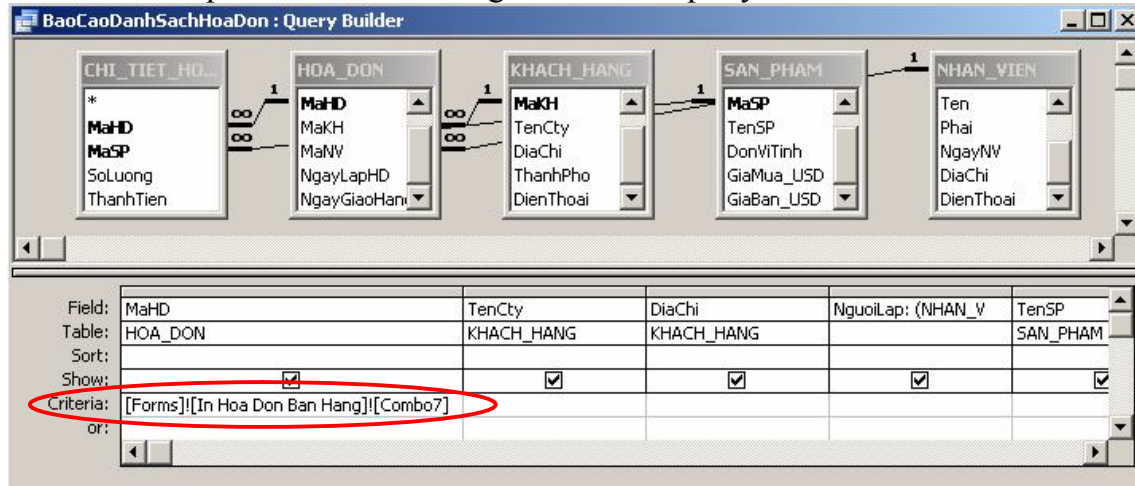 BaoCaoDanhSachHoaDon : Query Builder
CHI_TIET_HO...
*
MaHD
MaSP
SoLuong
ThanhTien
HOA_DON
MaHD
MaKH
MaNV
NgayLapHD
NgayGiaoHan
KHACH_HANG
MaKH
TenCty
DiaChi
ThanhPho
DienThoai
SAN_PHAM
MaSP
TenSP
DonViTinh
GiaMua_USD
GiaBan_USD
NHAN_VIEN
Ten
Phai
NgayNV
DiaChi
DienThoai
1 1 1 1
∞ ∞
∞ ∞
Field: MaHD TenCty DiaChi NguoiLap: (NHAN_V TenSP
Table: HOA_DON KHACH_HANG KHACH_HANG SAN_PHAM
Sort:
Show:
Criteria: [Forms]![In Hoa Don Ban Hang]![Combo7]
or: